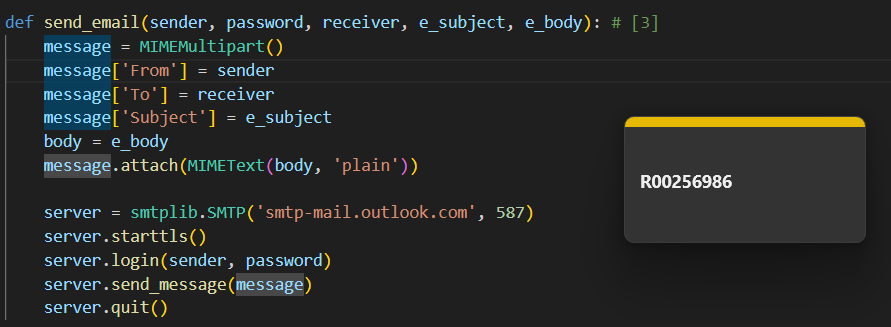 def send_email(sender, password, receiver, e_subject, e_body): # [3]
    message = MIMEMultipart()
    message['From'] = sender
    message['To'] = receiver
    message['Subject'] = e_subject
    body = e_body
    message.attach(MIMEText(body, 'plain'))

    server = smtplib.SMTP('smtp-mail.outlook.com', 587)
    server.starttls()
    server.login(sender, password)
    server.send_message(message)
    server.quit()
R00256986